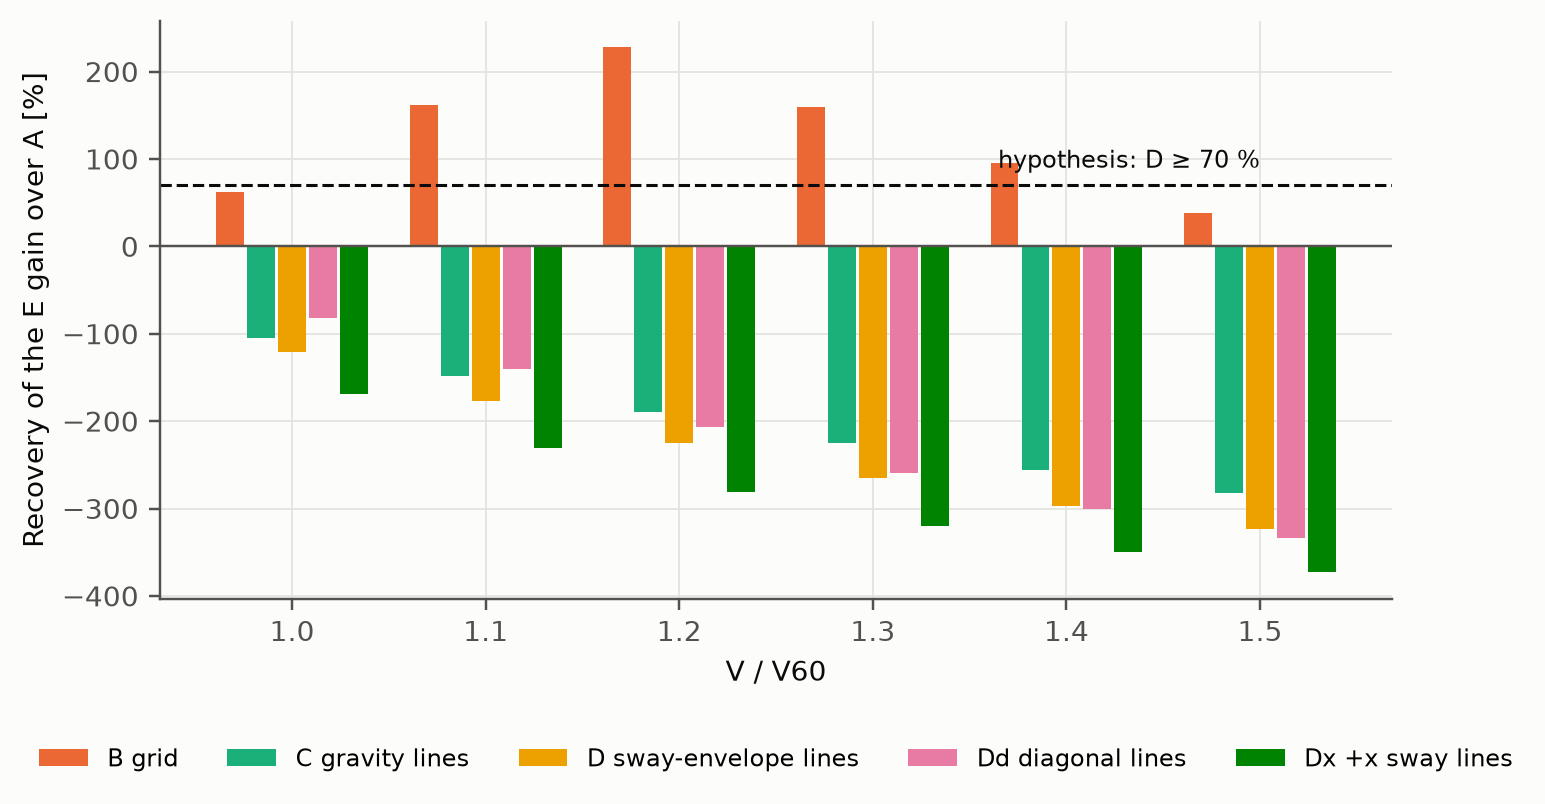 Recovery of the E gain over A [%]
200
100
0
−100
−200
−300
−400
hypothesis: D ≥ 70 %
1.0 1.1 1.2 1.3 1.4 1.5
V / V60
B grid C gravity lines D sway-envelope lines Dd diagonal lines Dx +x sway lines